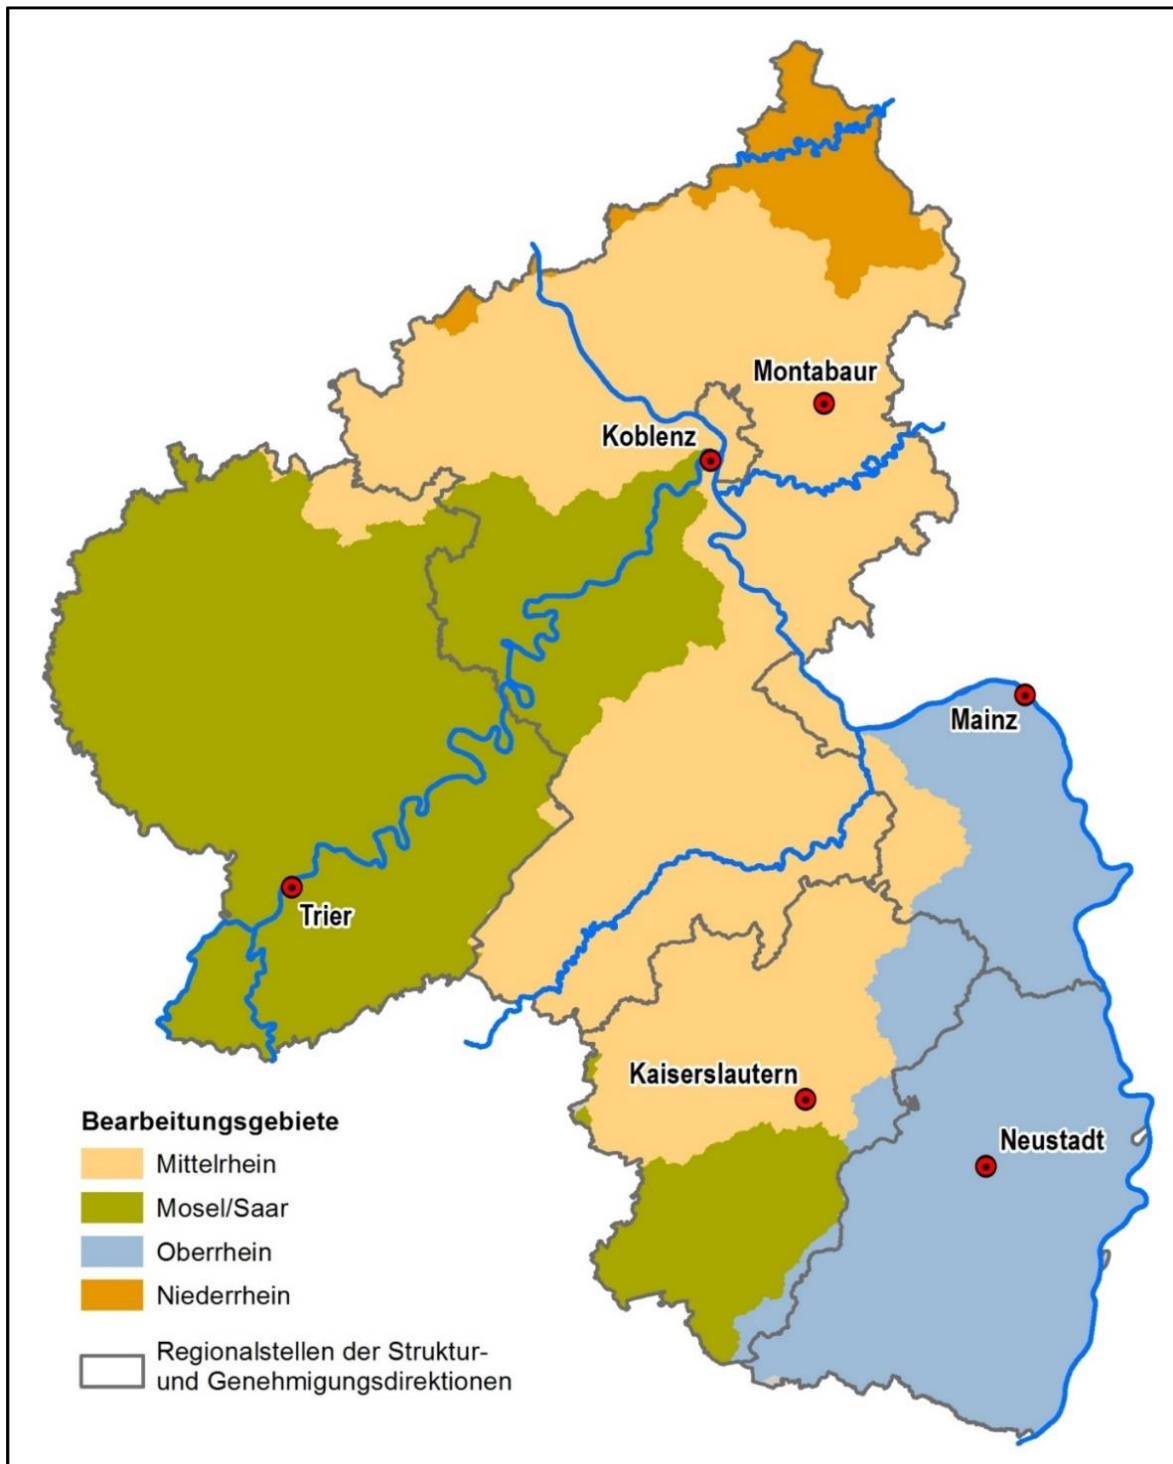 Montabaur
Koblenz
Mainz
Trier
Kaiserslautern
Neustadt
Bearbeitungsgebiete
Mittelrhein
Mosel/Saar
Oberrhein
Niederrhein
Regionalstellen der Struktur-
und Genehmigungsdirektionen